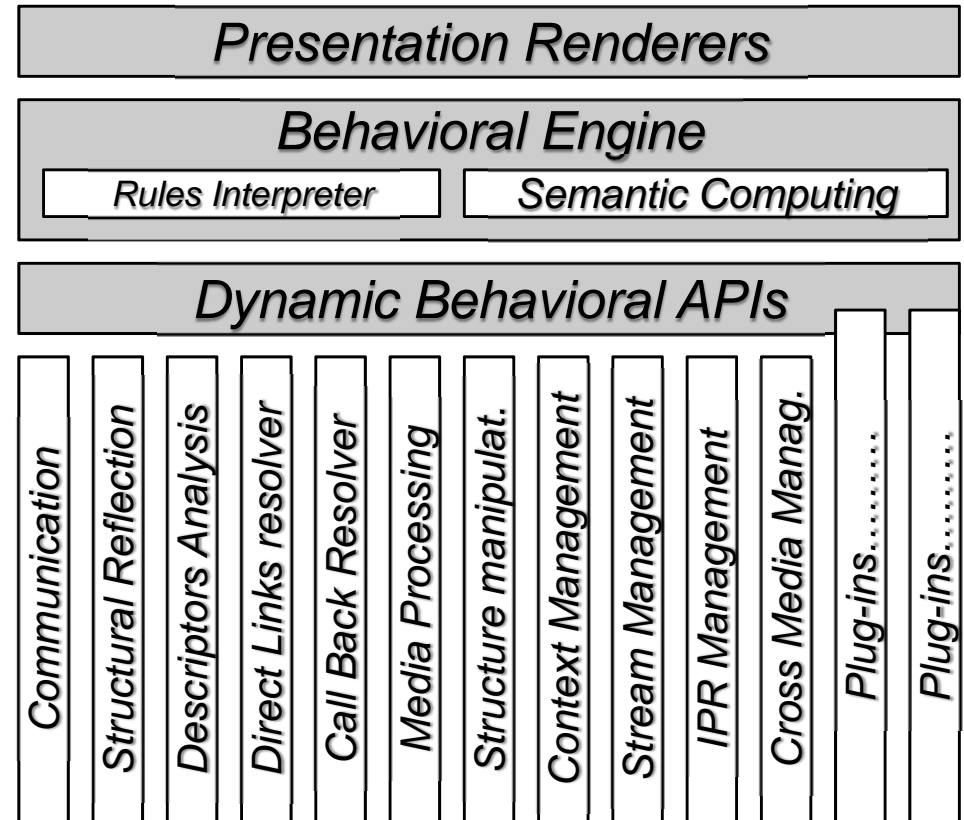 Presentation Renderers
Behavioral Engine
Rules Interpreter
Semantic Computing
Dynamic Behavioral APIs
Communication
Structural Reflection
Descriptors Analysis
Direct Links resolver
Call Back Resolver
Media Processing
Structure manipulat.
Context Management
Stream Management
IPR Management
Cross Media Manag.
Plug-ins.........
Plug-ins.........